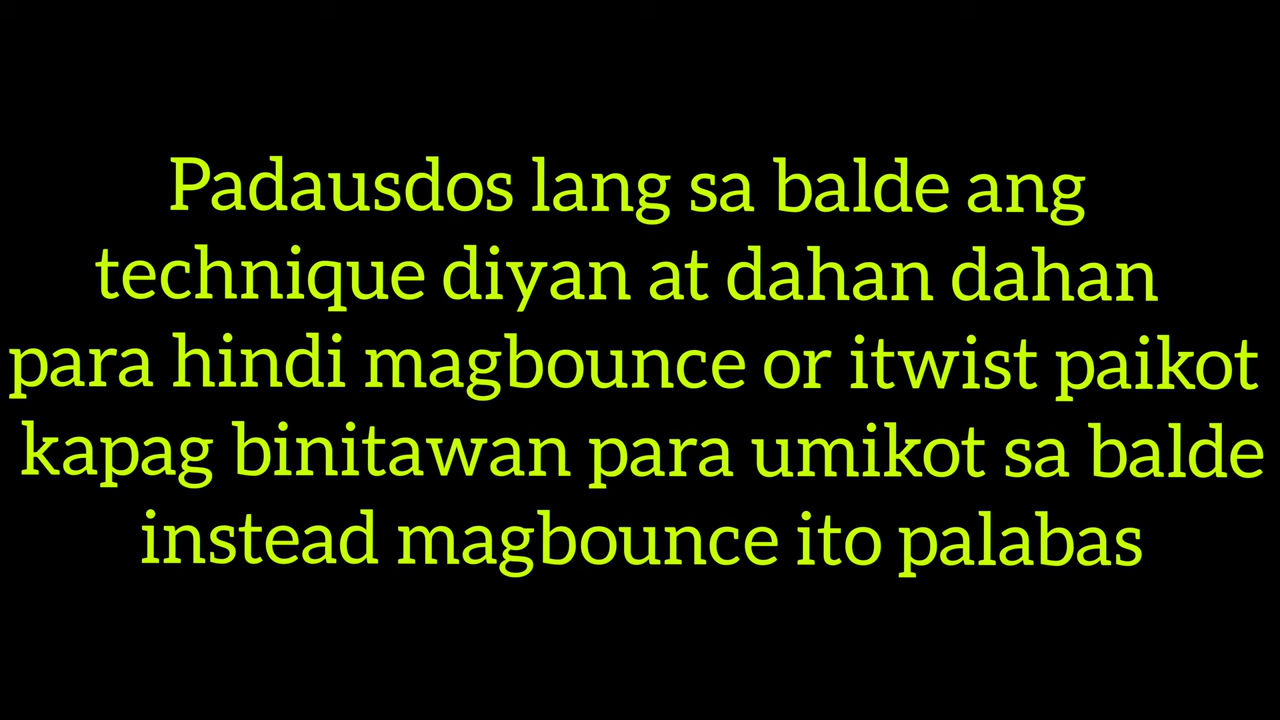 Padausdos lang sa balde ang
technique diyan at dahan dahan
para hindi magbounce or itwist paikot
kapag binitawan para umikot sa balde
instead magbounce ito palabas